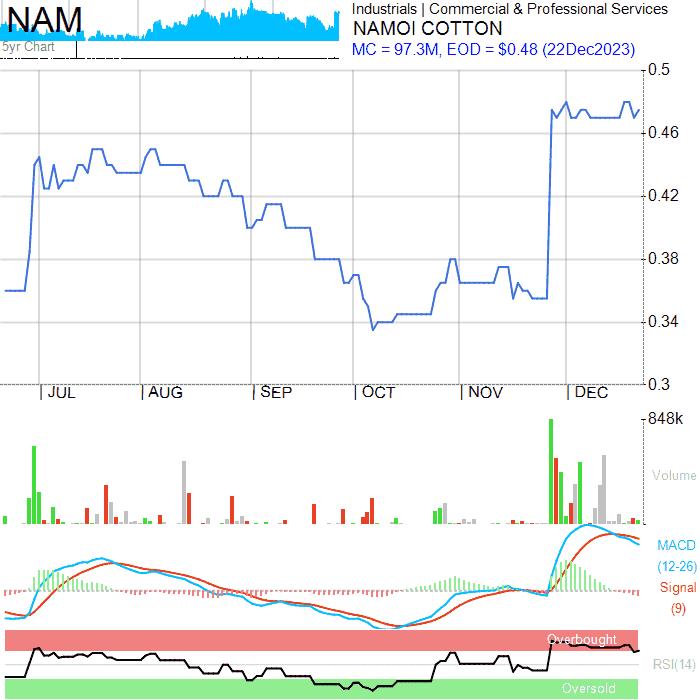 NAM
5yr Chart
Industrials | Commercial & Professional Services
NAMOI COTTON
MC = 97.3M, EOD = $0.48 (22Dec2023)
0.5
0.46
0.42
0.38
0.34
0.3
JUL
AUG
SEP
OCT
NOV
DEC
848k
Volume
MACD
(12-26)
Signal
(9)
Overbought
RSI(14)
Oversold